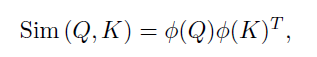 Sim (Q, K) = ϕ(Q)ϕ(K)ᵀ,